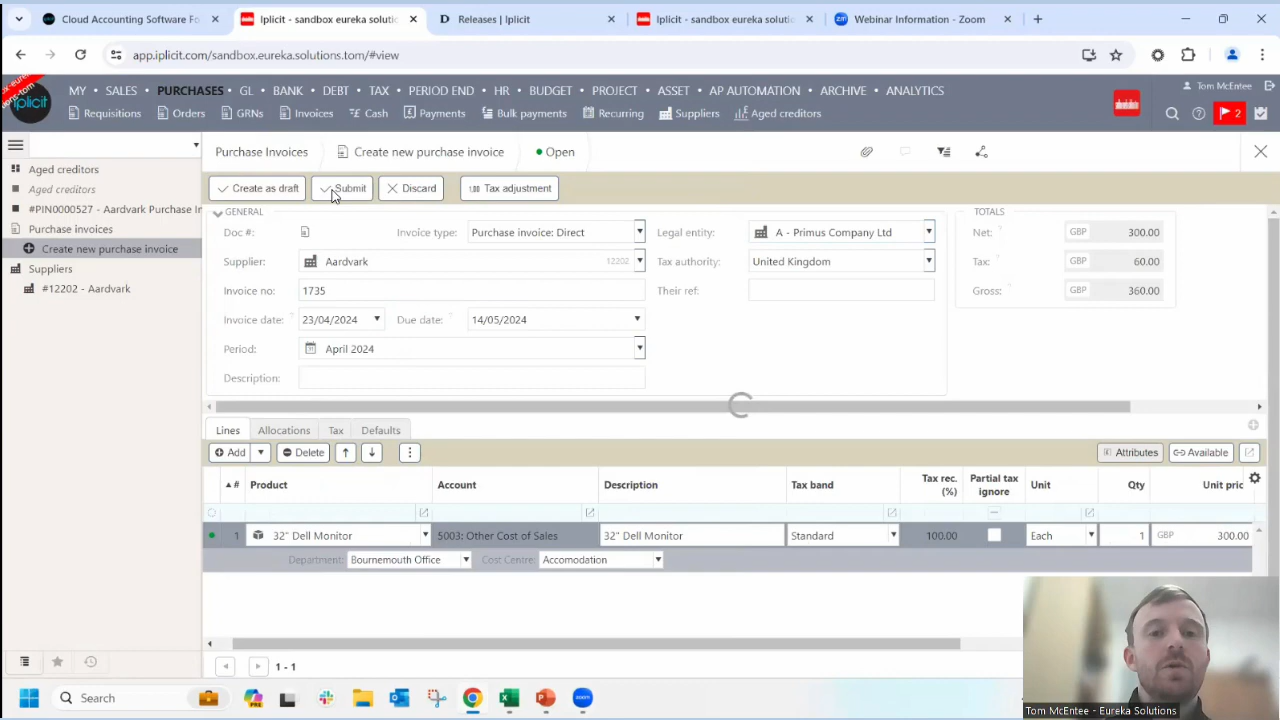 Cloud Accounting Software Fo
Iplicit - sandbox eureka solutic
Releases | Iplicit
Iplicit - sandbox eureka solutic
Webinar Information - Zoom
app.iplicit.com/sandbox.eureka.solutions.tom/#view
MY • SALES • PURCHASES • GL • BANK • DEBT • TAX • PERIOD END • HR • BUDGET • PROJECT • ASSET • AP AUTOMATION • ARCHIVE • ANALYTICS
Tom McEntee
iplicit
Requisitions Orders GRNs Invoices Cash Payments Bulk payments Recurring Suppliers Aged creditors
2
Aged creditors
Aged creditors
#PIN0000527 - Aardvark Purchase In
Purchase invoices
Create new purchase invoice
Suppliers
#12202 - Aardvark
Purchase Invoices
Create new purchase invoice
Open
Create as draft Submit Discard Tax adjustment
GENERAL
Doc #:
Invoice type: Purchase invoice: Direct
Legal entity: A - Primus Company Ltd
Supplier: Aardvark 12202
Tax authority: United Kingdom
Invoice no: 1735
Their ref:
Invoice date: 23/04/2024
Due date: 14/05/2024
Period: April 2024
Description:
TOTALS
Net: GBP 300.00
Tax: GBP 60.00
Gross: GBP 360.00
Lines Allocations Tax Defaults
Add Delete Attributes Available
# Product Account Description Tax band Tax rec. (%) Partial tax ignore Unit Qty Unit pric
1 32" Dell Monitor 5003: Other Cost of Sales 32" Dell Monitor Standard 100.00 Each 1 GBP 300.00
Department: Bournemouth Office Cost Centre: Accomodation
1 - 1
Search
Tom McEntee - Eureka Solutions